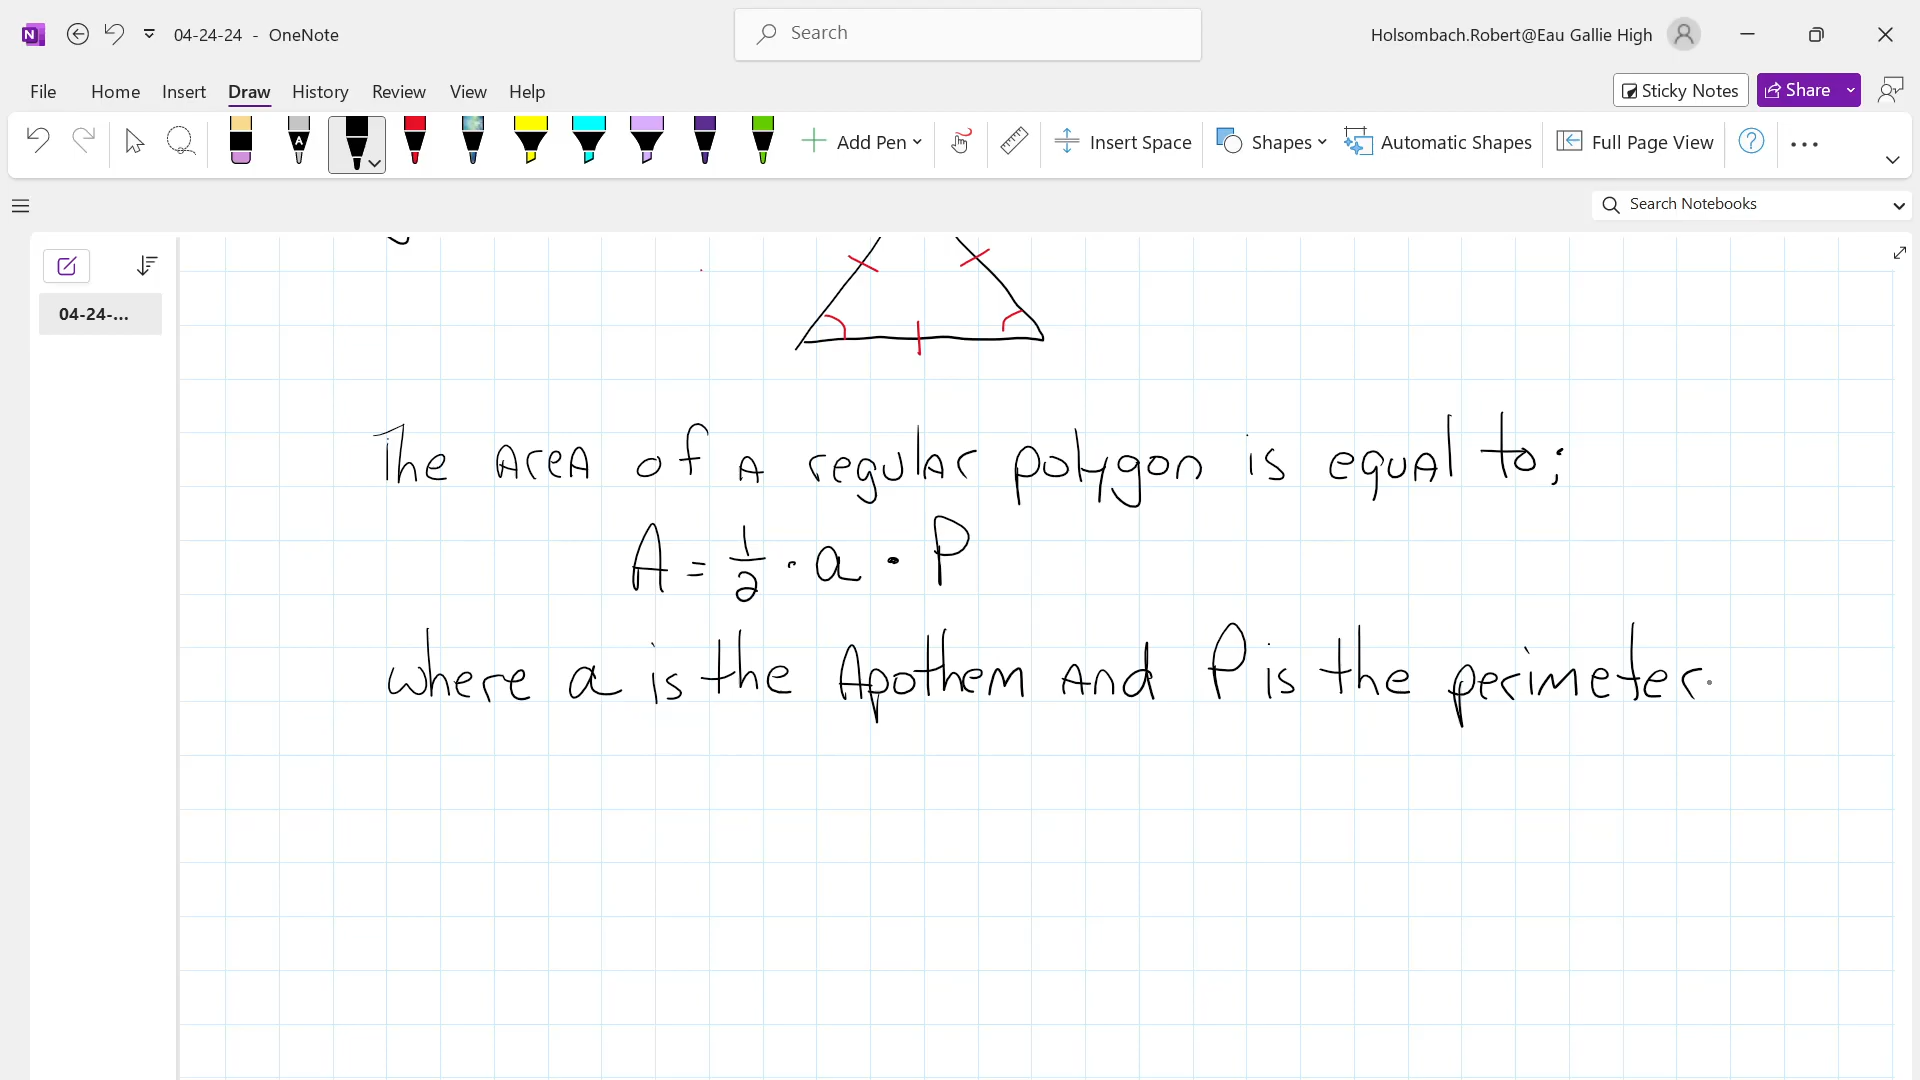 04-24-24 - OneNote
Search
Holsombach.Robert@Eau Gallie High
File Home Insert Draw History Review View Help
Sticky Notes Share
Add Pen Insert Space Shapes Automatic Shapes Full Page View
Search Notebooks
04-24-...
The Area of a regular polygon is equal to;
A = 1/2 · a · P
where a is the Apothem and P is the perimeter.